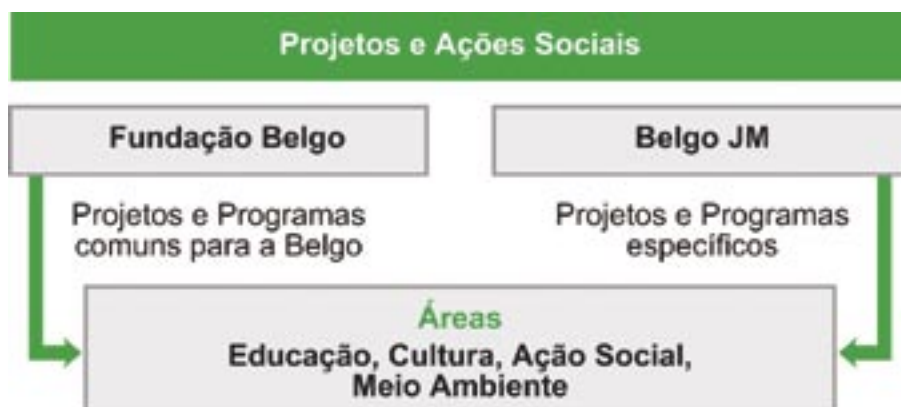 Projetos e Ações Sociais
Fundação Belgo
Belgo JM
Projetos e Programas
comuns para a Belgo
Projetos e Programas
específicos
Áreas
Educação, Cultura, Ação Social,
Meio Ambiente